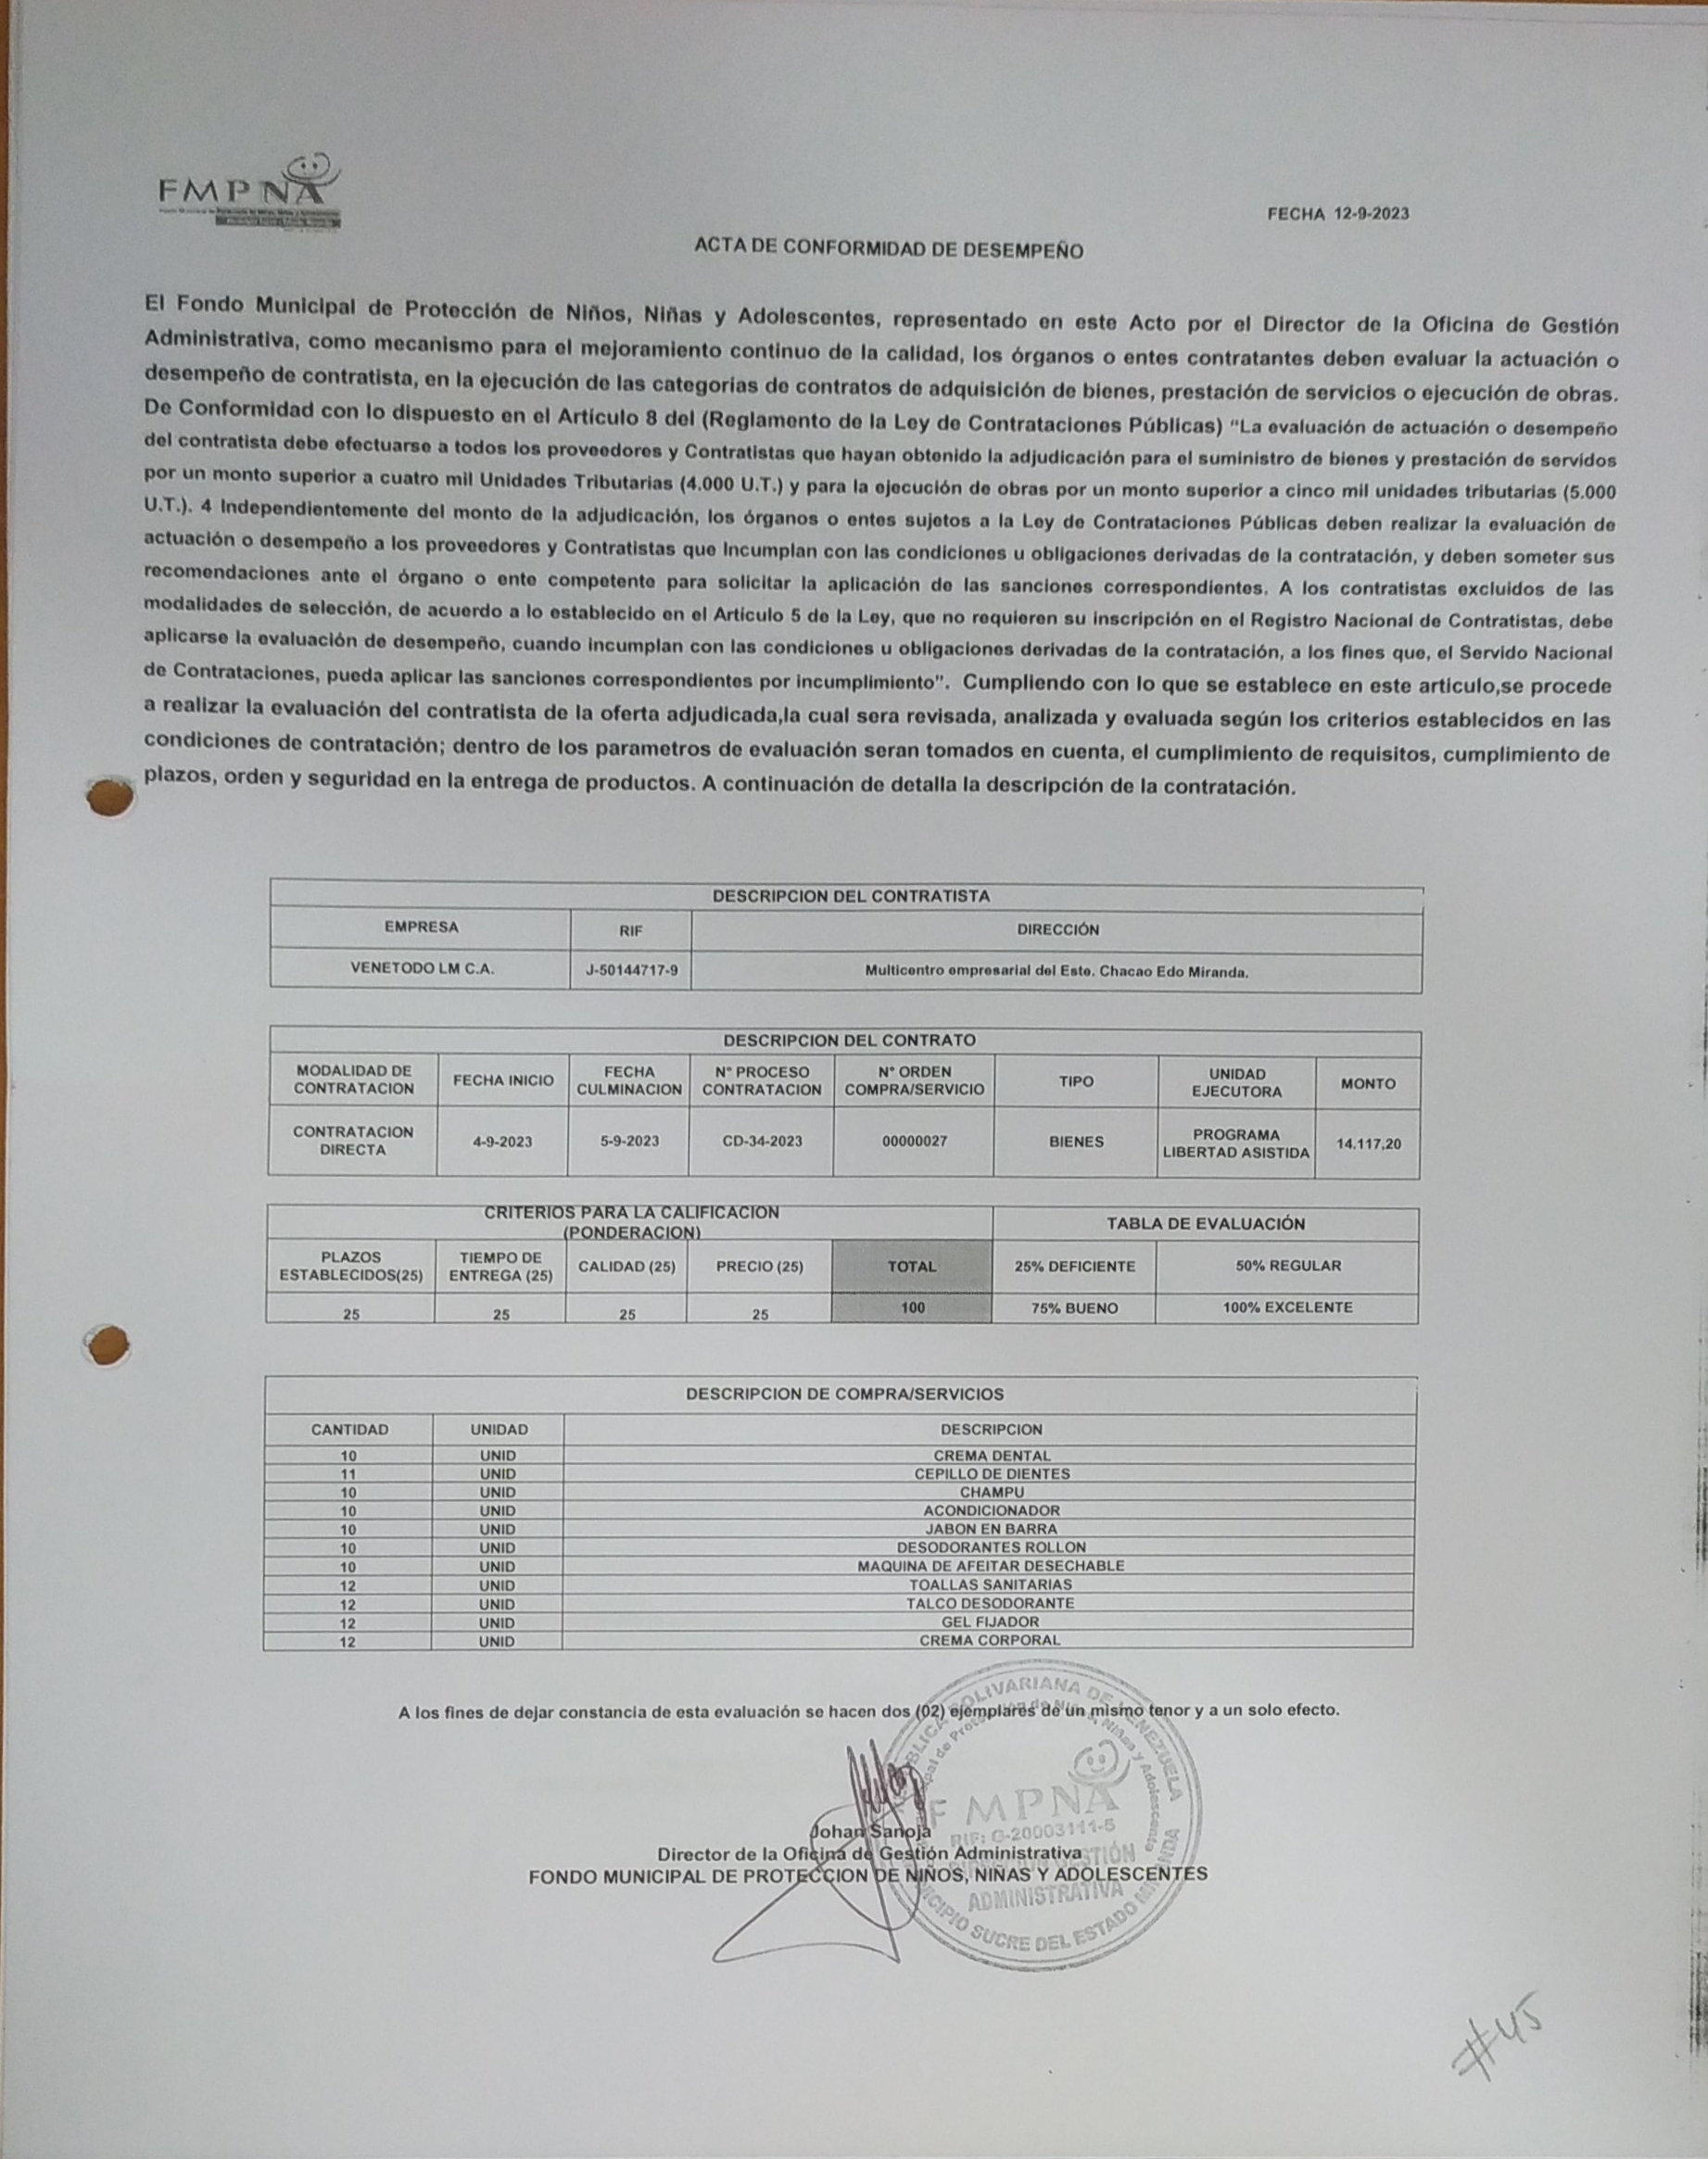 FMPNA
FECHA 12-9-2023
ACTA DE CONFORMIDAD DE DESEMPEÑO
El Fondo Municipal de Protección de Niños, Niñas y Adolescentes, representado en este Acto por el Director de la Oficina de Gestión
Administrativa, como mecanismo para el mejoramiento continuo de la calidad, los órganos o entes contratantes deben evaluar la actuación o
desempeño de contratista, en la ejecución de las categorías de contratos de adquisición de bienes, prestación de servicios o ejecución de obras.
De Conformidad con lo dispuesto en el Artículo 8 del (Reglamento de la Ley de Contrataciones Públicas) "La evaluación de actuación o desempeño
del contratista debe efectuarse a todos los proveedores y Contratistas que hayan obtenido la adjudicación para el suministro de bienes y prestación de servidos
por un monto superior a cuatro mil Unidades Tributarias (4.000 U.T.) y para la ejecución de obras por un monto superior a cinco mil unidades tributarias (5.000
U.T.). 4 Independientemente del monto de la adjudicación, los órganos o entes sujetos a la Ley de Contrataciones Públicas deben realizar la evaluación de
actuación o desempeño a los proveedores y Contratistas que Incumplan con las condiciones u obligaciones derivadas de la contratación, y deben someter sus
recomendaciones ante el órgano o ente competente para solicitar la aplicación de las sanciones correspondientes. A los contratistas excluidos de las
modalidades de selección, de acuerdo a lo establecido en el Artículo 5 de la Ley, que no requieren su inscripción en el Registro Nacional de Contratistas, debe
aplicarse la evaluación de desempeño, cuando incumplan con las condiciones u obligaciones derivadas de la contratación, a los fines que, el Servido Nacional
de Contrataciones, pueda aplicar las sanciones correspondientes por incumplimiento". Cumpliendo con lo que se establece en este articulo,se procede
a realizar la evaluación del contratista de la oferta adjudicada,la cual sera revisada, analizada y evaluada según los criterios establecidos en las
condiciones de contratación; dentro de los parametros de evaluación seran tomados en cuenta, el cumplimiento de requisitos, cumplimiento de
plazos, orden y seguridad en la entrega de productos. A continuación de detalla la descripción de la contratación.
DESCRIPCION DEL CONTRATISTA
EMPRESA RIF DIRECCIÓN
VENETODO LM C.A. J-50144717-9 Multicentro empresarial del Este. Chacao Edo Miranda.
DESCRIPCION DEL CONTRATO
MODALIDAD DE CONTRATACION FECHA INICIO FECHA CULMINACION N° PROCESO CONTRATACION N° ORDEN COMPRA/SERVICIO TIPO UNIDAD EJECUTORA MONTO
CONTRATACION DIRECTA 4-9-2023 5-9-2023 CD-34-2023 00000027 BIENES PROGRAMA LIBERTAD ASISTIDA 14.117,20
CRITERIOS PARA LA CALIFICACION (PONDERACION) TABLA DE EVALUACIÓN
PLAZOS ESTABLECIDOS(25) TIEMPO DE ENTREGA (25) CALIDAD (25) PRECIO (25) TOTAL 25% DEFICIENTE 50% REGULAR
25 25 25 25 100 75% BUENO 100% EXCELENTE
DESCRIPCION DE COMPRA/SERVICIOS
CANTIDAD UNIDAD DESCRIPCION
10 UNID CREMA DENTAL
11 UNID CEPILLO DE DIENTES
10 UNID CHAMPU
10 UNID ACONDICIONADOR
10 UNID JABON EN BARRA
10 UNID DESODORANTES ROLLON
10 UNID MAQUINA DE AFEITAR DESECHABLE
12 UNID TOALLAS SANITARIAS
12 UNID TALCO DESODORANTE
12 UNID GEL FIJADOR
12 UNID CREMA CORPORAL
A los fines de dejar constancia de esta evaluación se hacen dos (02) ejemplares de un mismo tenor y a un solo efecto.
Johan Sanoja
Director de la Oficina de Gestión Administrativa
FONDO MUNICIPAL DE PROTECCION DE NIÑOS, NIÑAS Y ADOLESCENTES
BOLIVARIANA DE VENEZUELA
FMPNA
RIF: G-20003111-5
GESTIÓN
ADMINISTRATIVA
SUCRE DEL ESTADO
#45